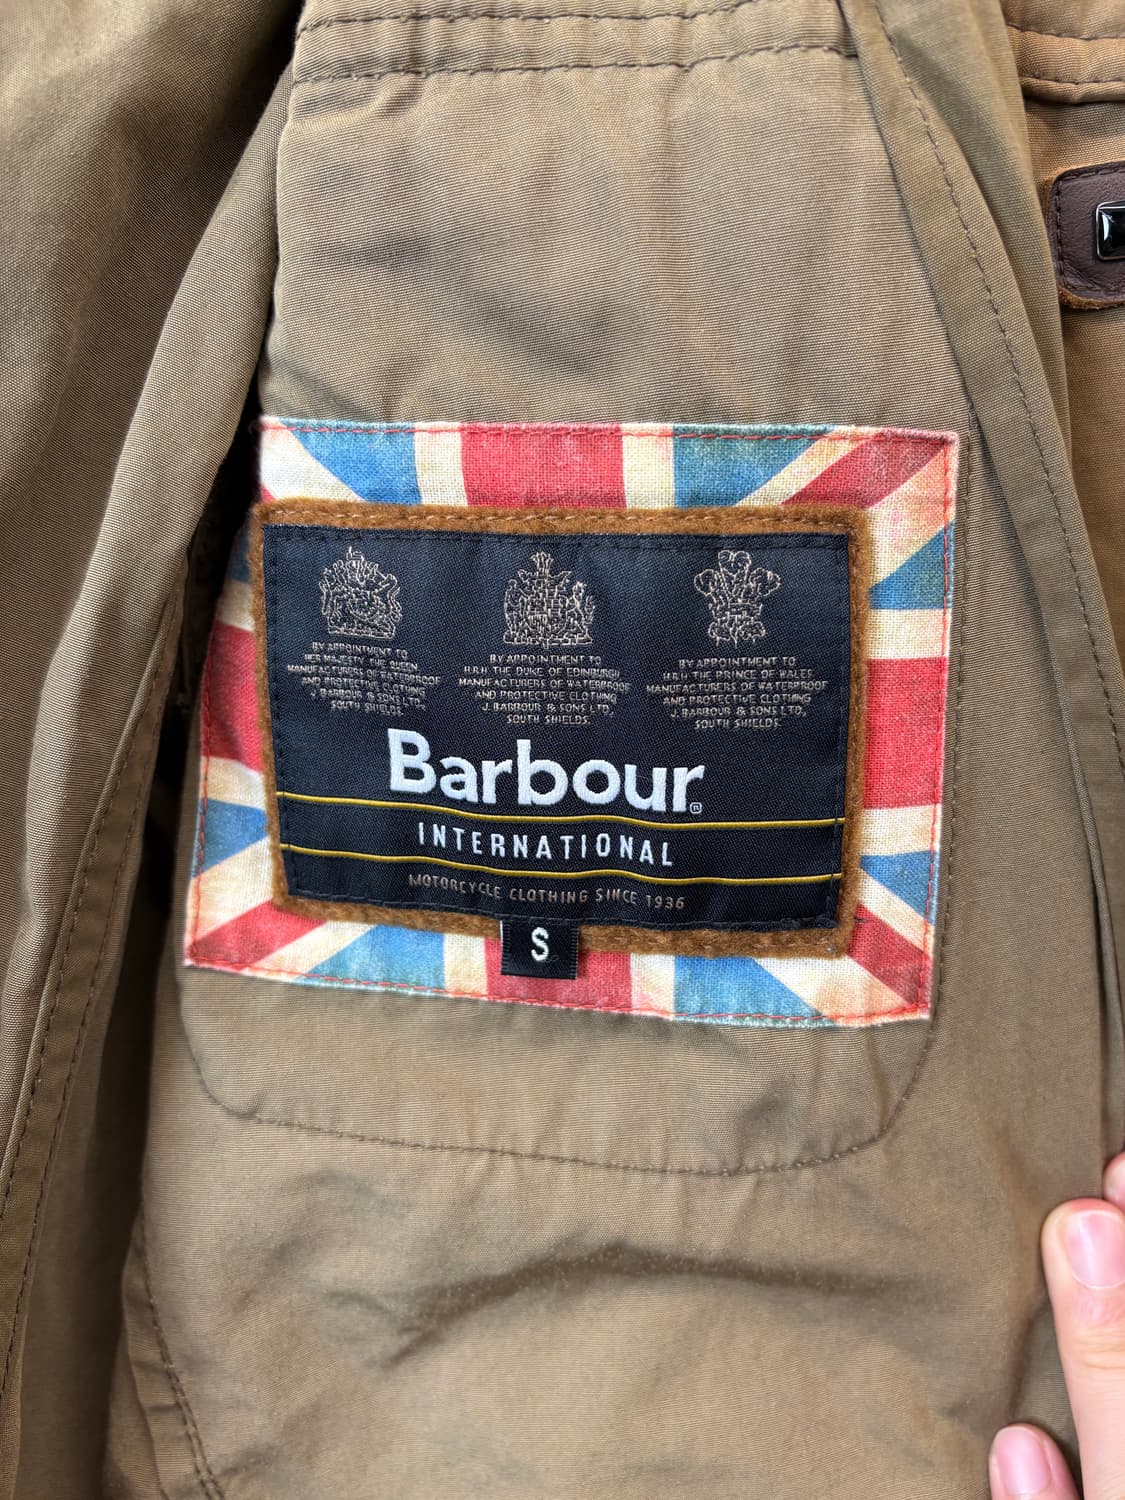 BY APPOINTMENT TO
HER MAJESTY THE QUEEN
MANUFACTURERS OF WATERPROOF
AND PROTECTIVE CLOTHING
J. BARBOUR & SONS LTD,
SOUTH SHIELDS.
BY APPOINTMENT TO
H.R.H THE DUKE OF EDINBURGH
MANUFACTURERS OF WATERPROOF
AND PROTECTIVE CLOTHING
J. BARBOUR & SONS LTD,
SOUTH SHIELDS.
BY APPOINTMENT TO
H.R.H THE PRINCE OF WALES
MANUFACTURERS OF WATERPROOF
AND PROTECTIVE CLOTHING
J. BARBOUR & SONS LTD,
SOUTH SHIELDS.
Barbour®
INTERNATIONAL
MOTORCYCLE CLOTHING SINCE 1936
S